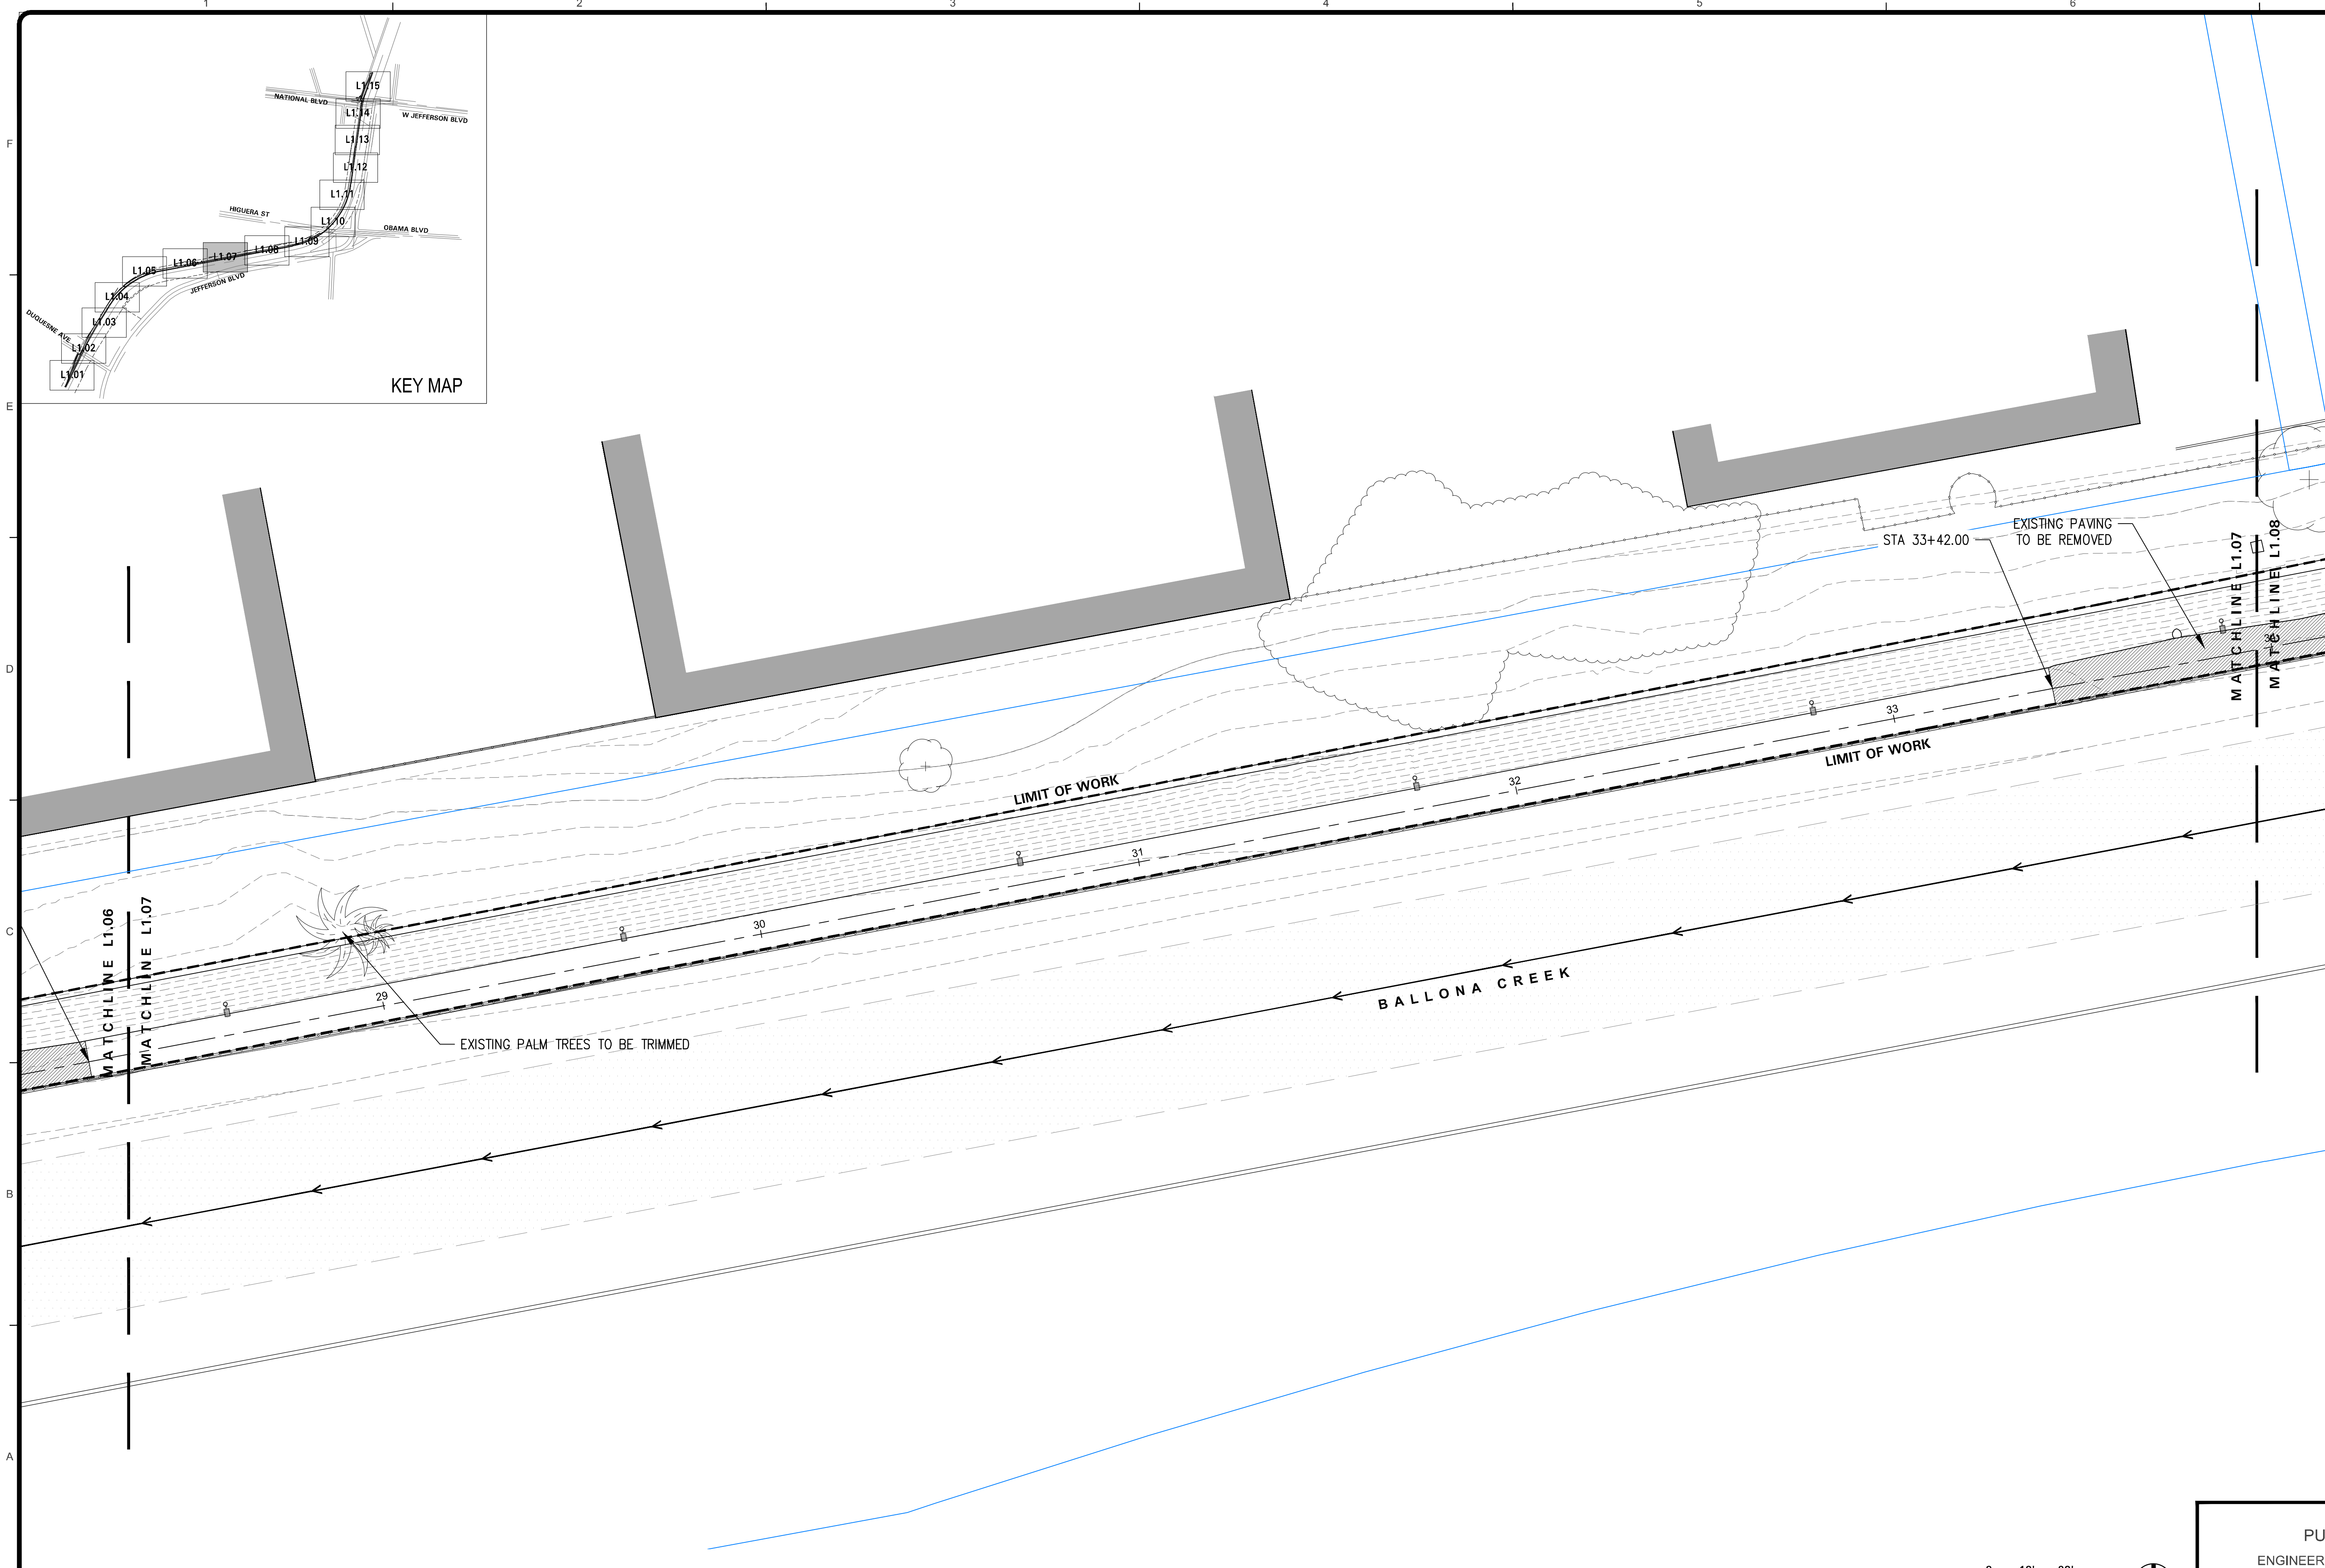 1 2 3 4 5 6
F
E
D
C
B
A
L1.15
NATIONAL BLVD
L1.14
W JEFFERSON BLVD
L1.13
L1.12
L1.11
HIGUERA ST
L1.10
OBAMA BLVD
L1.09
L1.08
L1.07
L1.06
L1.05
JEFFERSON BLVD
L1.04
DUQUESNE AVE
L1.03
L1.02
L1.01
KEY MAP
EXISTING PAVING
TO BE REMOVED
STA 33+42.00
MATCHLINE L1.07
MATCHLINE L1.08
33
LIMIT OF WORK
32
LIMIT OF WORK
31
30
29
MATCHLINE L1.06
MATCHLINE L1.07
BALLONA CREEK
EXISTING PALM TREES TO BE TRIMMED
PU
ENGINEER